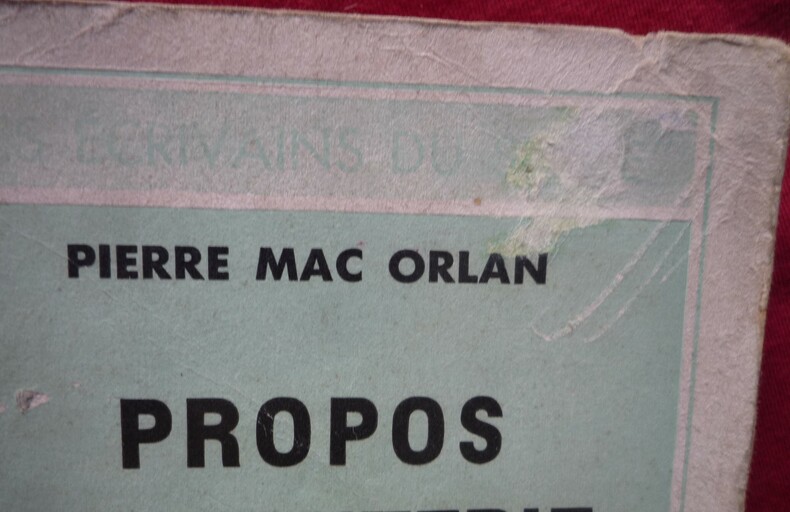 ÉCRIVAINS DU
PIERRE MAC ORLAN
PROPOS